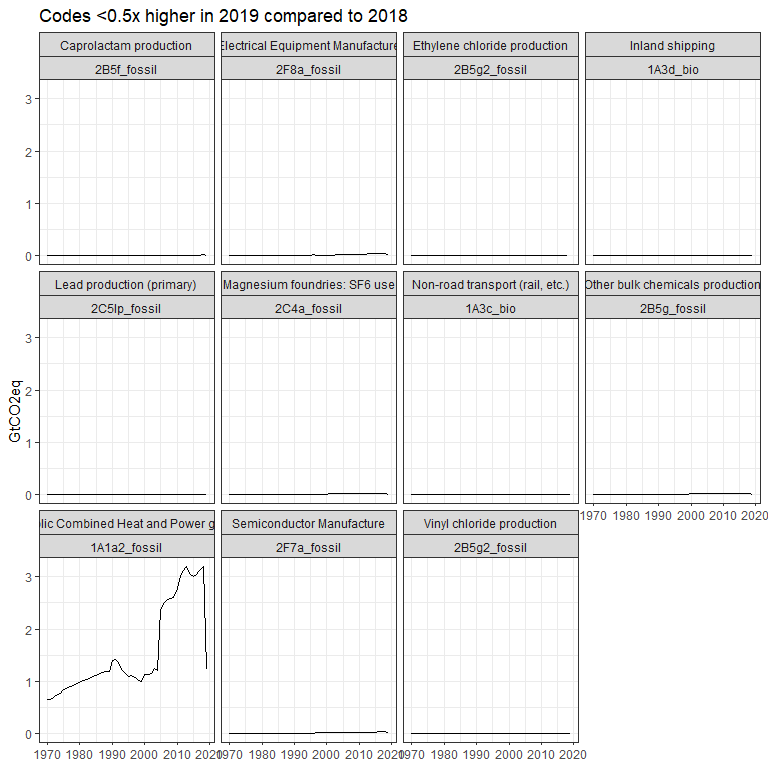 Codes <0.5x higher in 2019 compared to 2018
Caprolactam production
2B5f_fossil
Electrical Equipment Manufacture
2F8a_fossil
Ethylene chloride production
2B5g2_fossil
Inland shipping
1A3d_bio
3
2
1
0
Lead production (primary)
2C5lp_fossil
Magnesium foundries: SF6 use
2C4a_fossil
Non-road transport (rail, etc.)
1A3c_bio
Other bulk chemicals production
2B5g_fossil
3
2
1
0
GtCO2eq
1970 1980 1990 2000 2010 2020
lic Combined Heat and Power g
1A1a2_fossil
Semiconductor Manufacture
2F7a_fossil
Vinyl chloride production
2B5g2_fossil
3
2
1
0
1970 1980 1990 2000 2010 2020
1970 1980 1990 2000 2010 2020
1970 1980 1990 2000 2010 2020